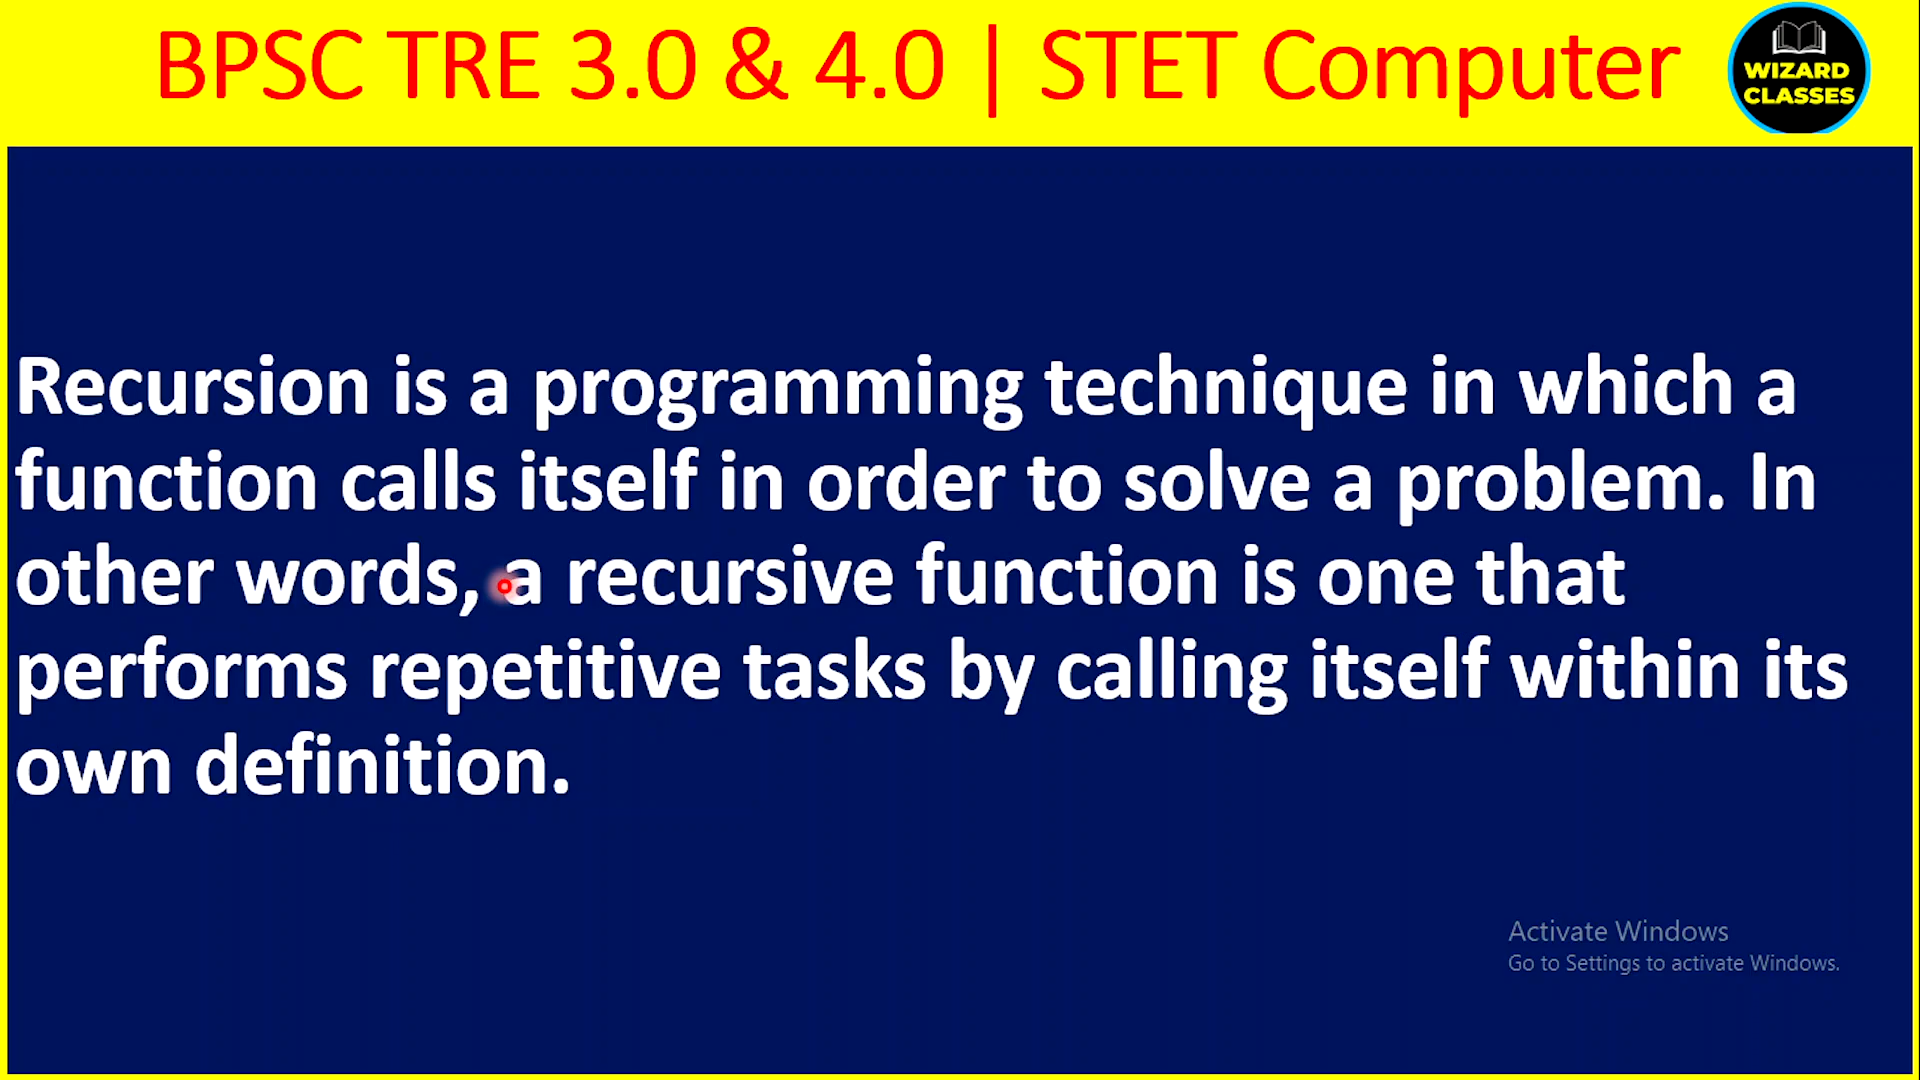 BPSC TRE 3.0 & 4.0 | STET Computer
WIZARD
CLASSES
Recursion is a programming technique in which a
function calls itself in order to solve a problem. In
other words, a recursive function is one that
performs repetitive tasks by calling itself within its
own definition.
Activate Windows
Go to Settings to activate Windows.